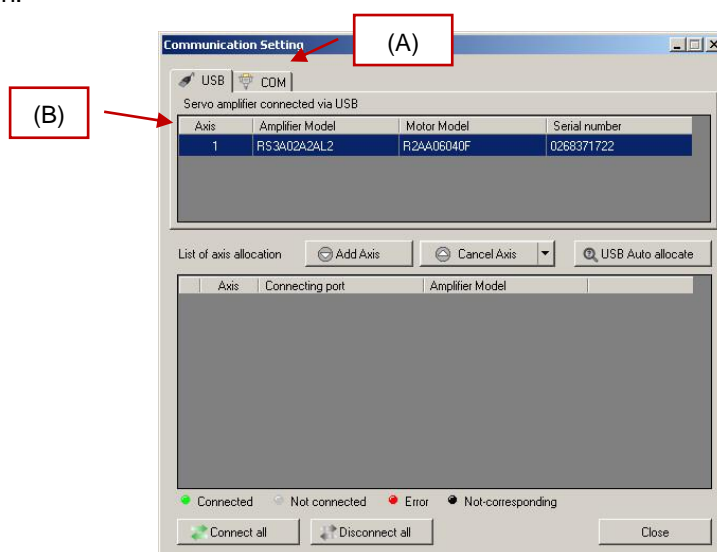 Communication Setting
(A)
USB COM
(B)
Servo amplifier connected via USB
Axis Amplifier Model Motor Model Serial number
1 RS3A02A2AL2 R2AA06040F 0268371722
List of axis allocation Add Axis Cancel Axis USB Auto allocate
Axis Connecting port Amplifier Model
Connected Not connected Error Not-corresponding
Connect all Disconnect all Close